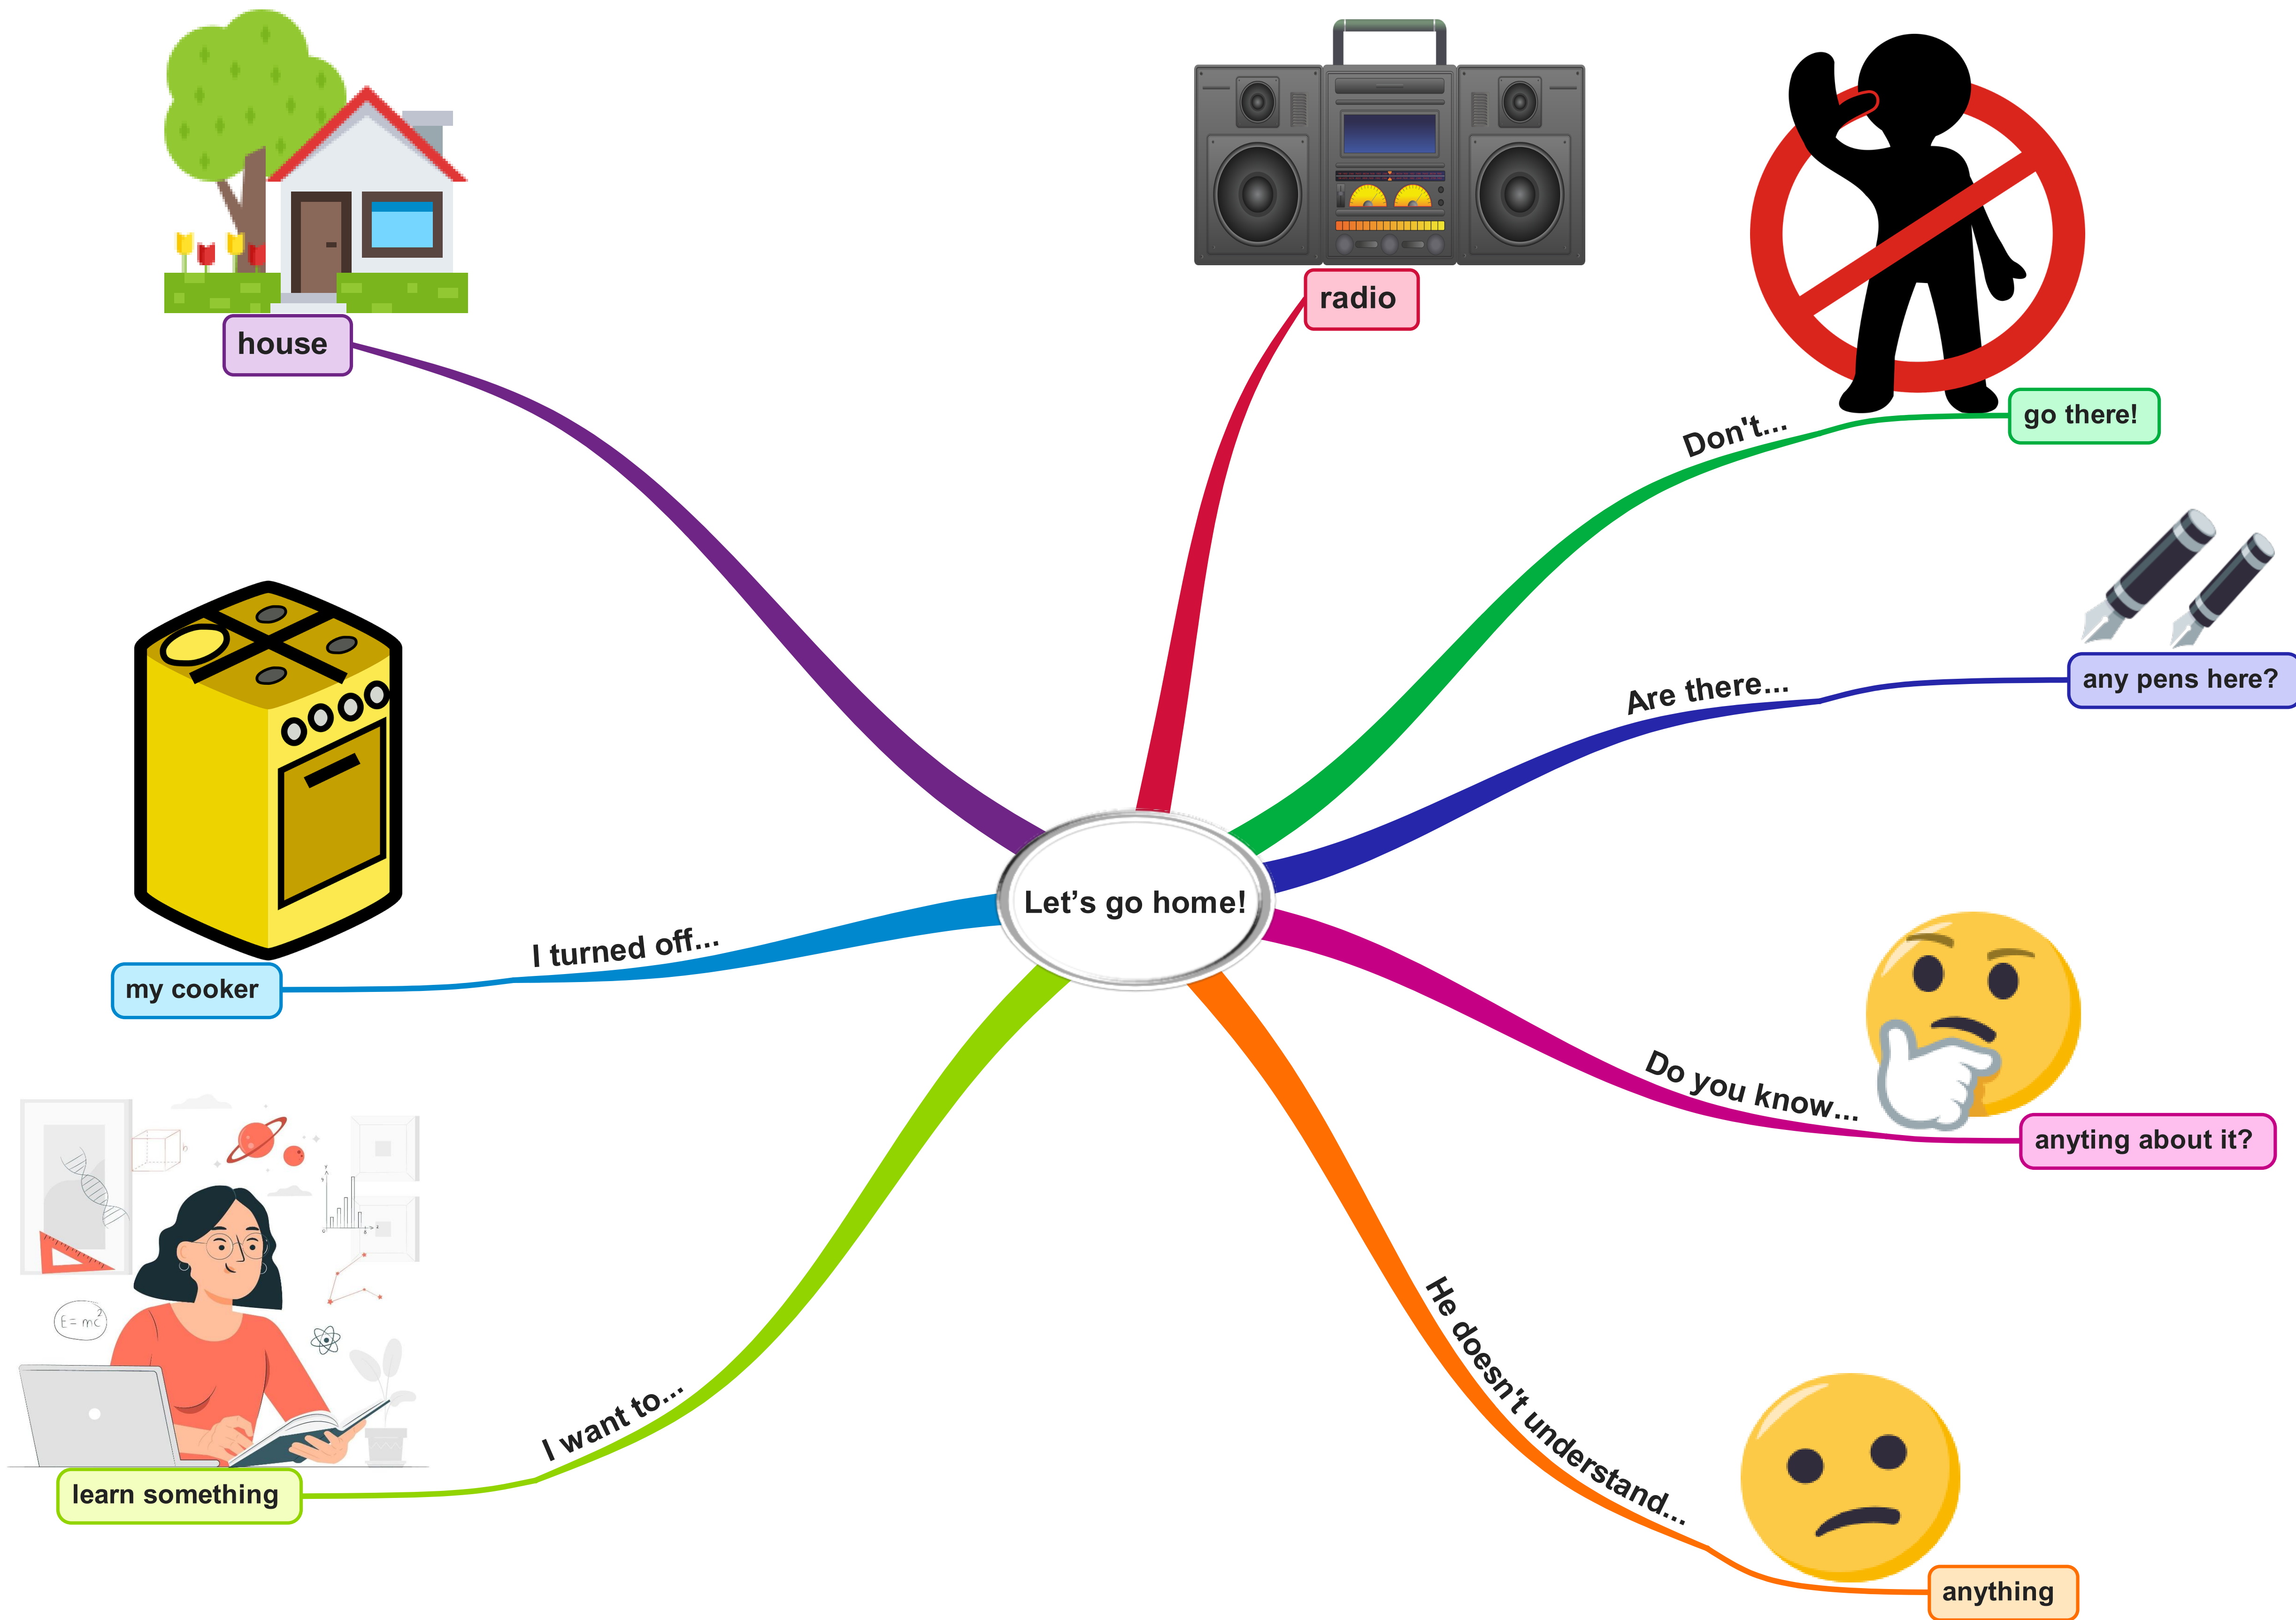 radio
Don't...
go there!
Are there...
any pens here?
Do you know...
anyting about it?
He doesn't understand...
anything
I want to...
learn something
E= mc²
I turned off...
my cooker
house
Let’s go home!